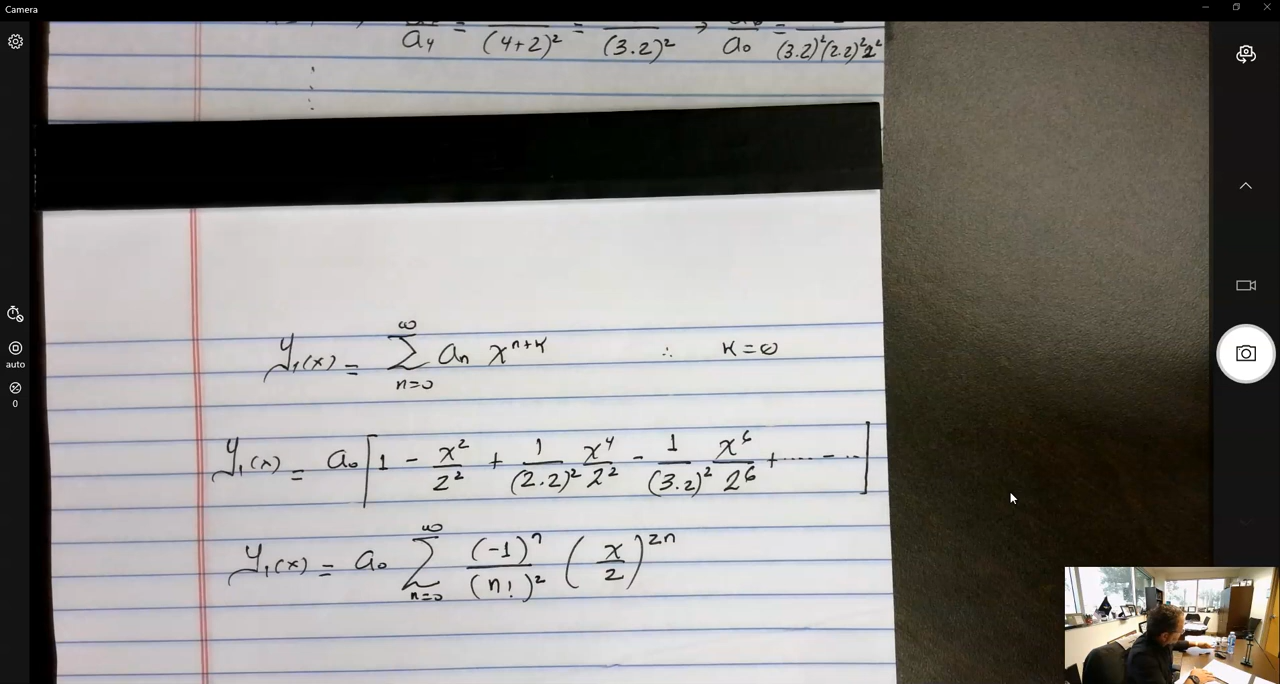 Camera
a₄ = (4+2)² = (3.2)² , a₀ = (3.2)²(2.2)²2²
y₁(x) = ∑_{n=0}^{∞} aₙ x^{n+k} ∴ k=0
y₁(x) = a₀ [ 1 - x²/2² + 1/(2.2)² x⁴/2² - 1/(3.2)² x⁶/2⁶ + ..... - .. ]
y₁(x) = a₀ ∑_{n=0}^{∞} (-1)ⁿ/(n!)² (x/2)^{2n}
auto
0